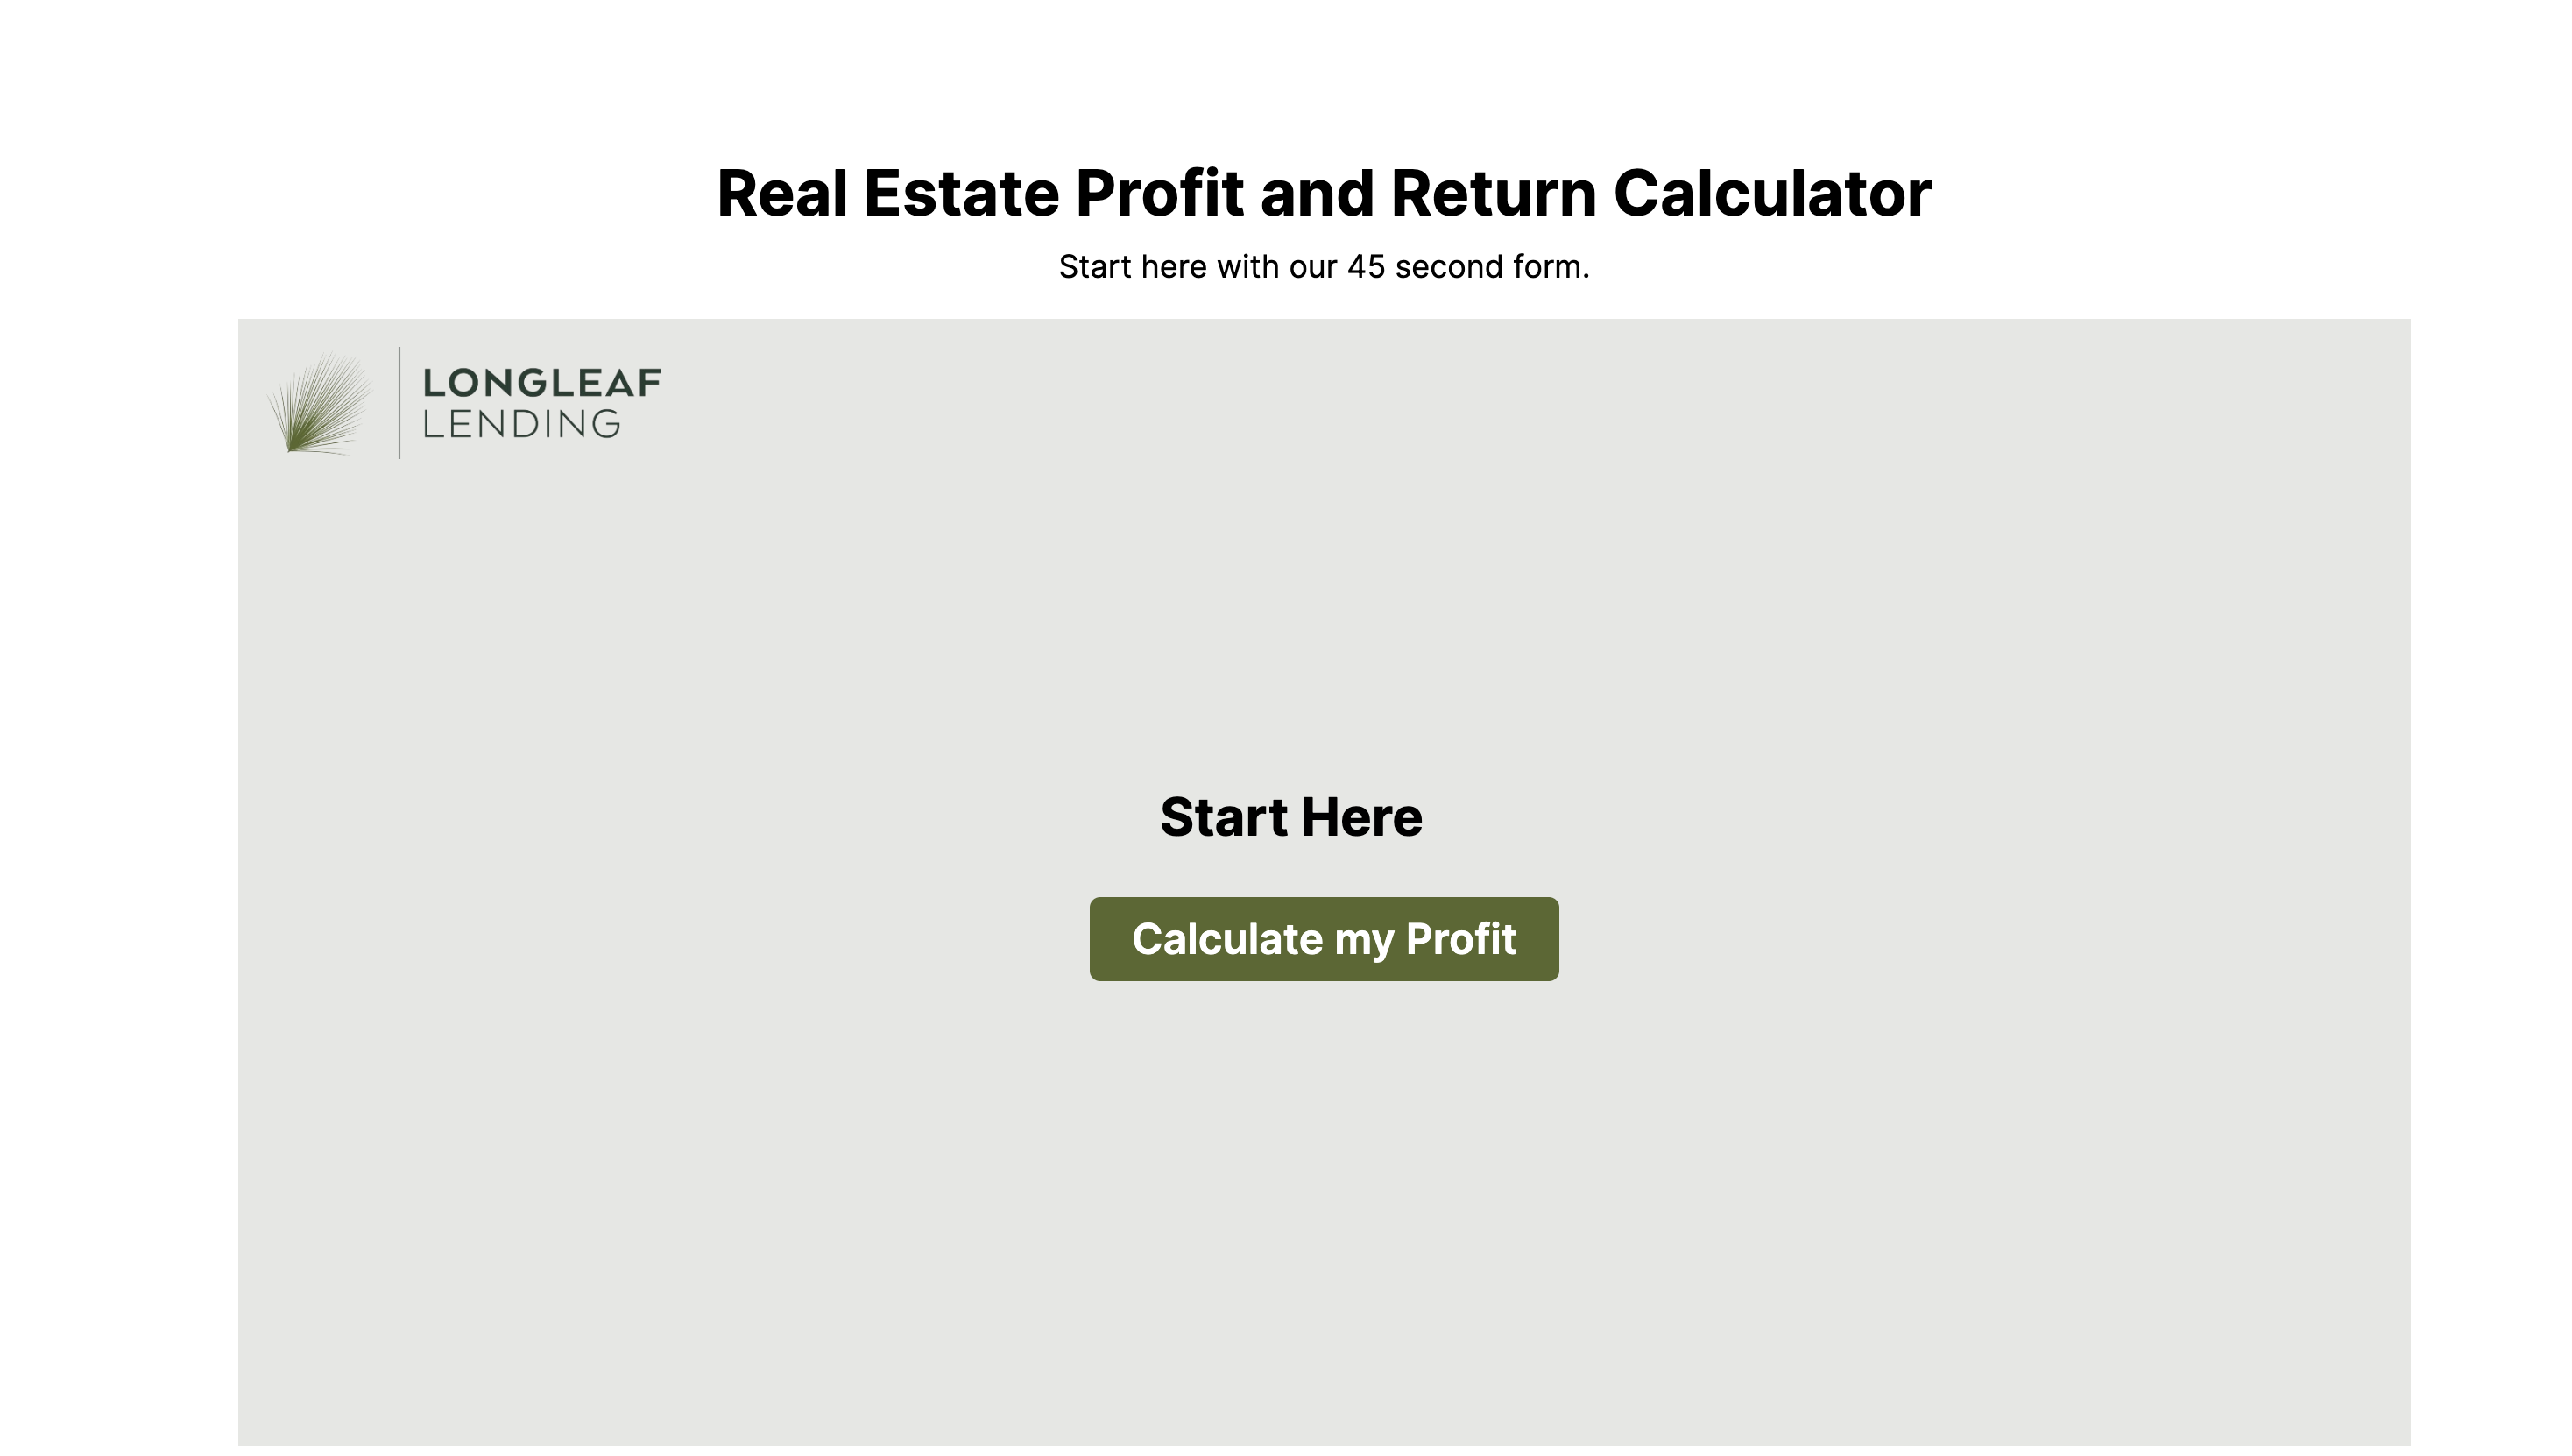 Real Estate Profit and Return Calculator
Start here with our 45 second form.
LONGLEAF
LENDING
Start Here
Calculate my Profit